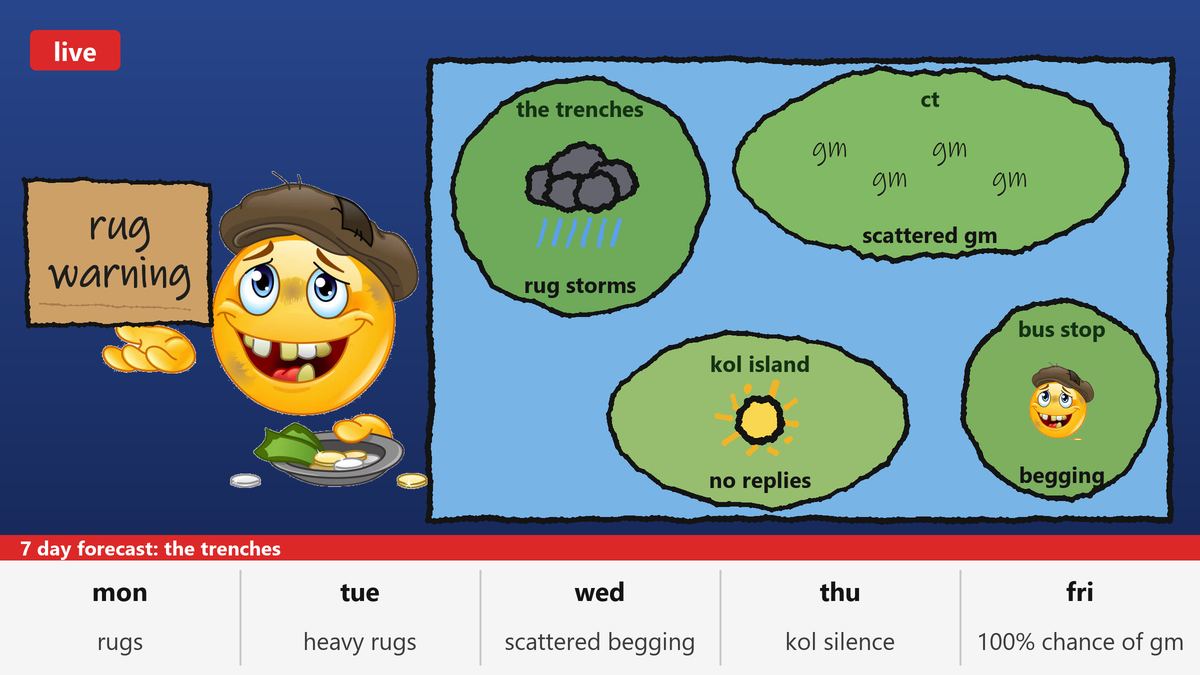 live
rug
warning
the trenches
rug storms
ct
gm
gm
gm
gm
scattered gm
kol island
no replies
bus stop
begging
7 day forecast: the trenches
mon
rugs
tue
heavy rugs
wed
scattered begging
thu
kol silence
fri
100% chance of gm